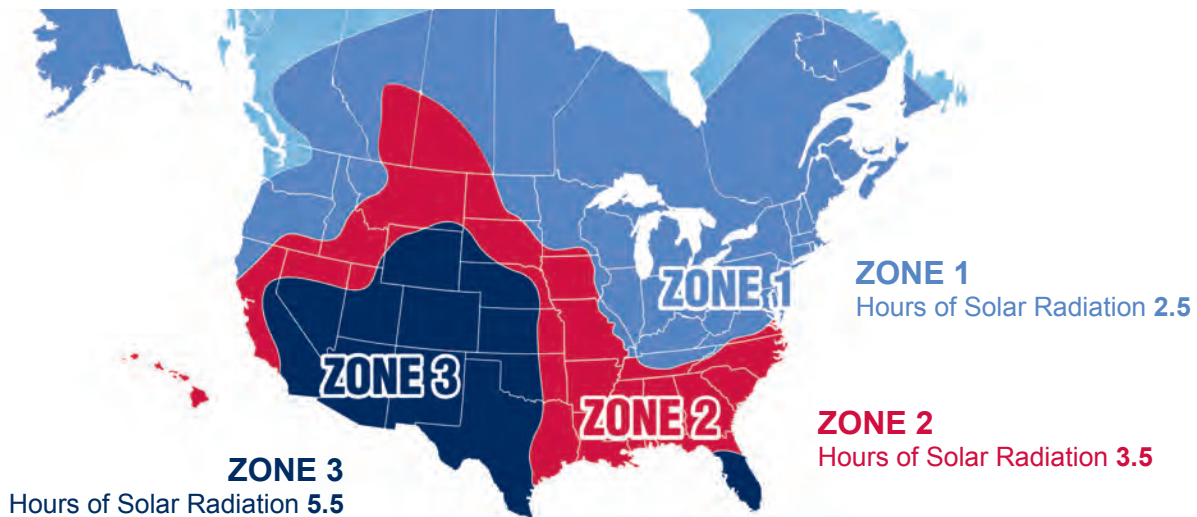 ZONE 1
ZONE 1
Hours of Solar Radiation 2.5
ZONE 3
ZONE 2
ZONE 2
Hours of Solar Radiation 3.5
ZONE 3
Hours of Solar Radiation 5.5